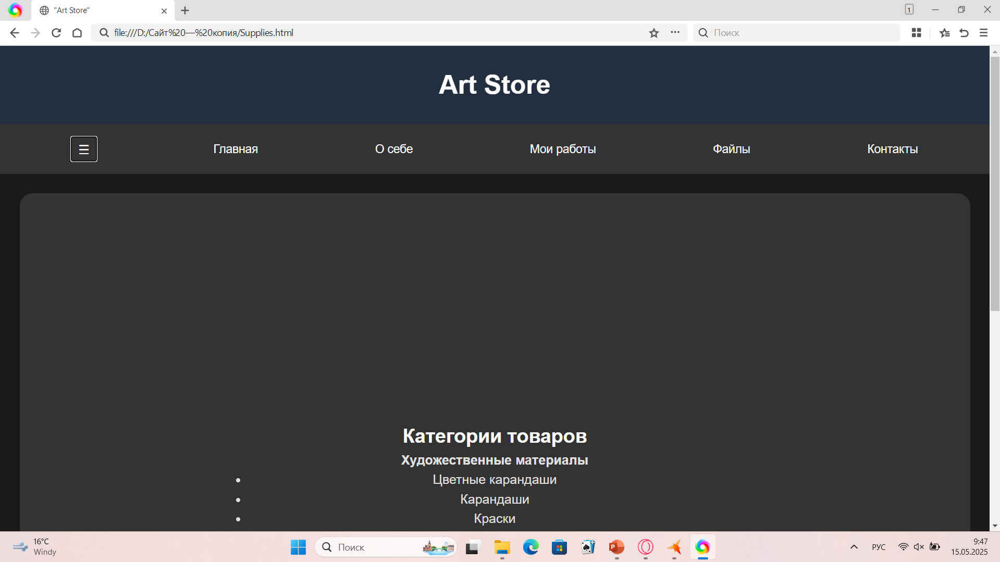 "Art Store"
1
file:///D:/Сайт%20—%20копия/Supplies.html
Поиск
Art Store
Главная
О себе
Мои работы
Файлы
Контакты
Категории товаров
Художественные материалы
Цветные карандаши
Карандаши
Краски
16°C
Windy
Поиск
P
РУС
9:47
15.05.2025